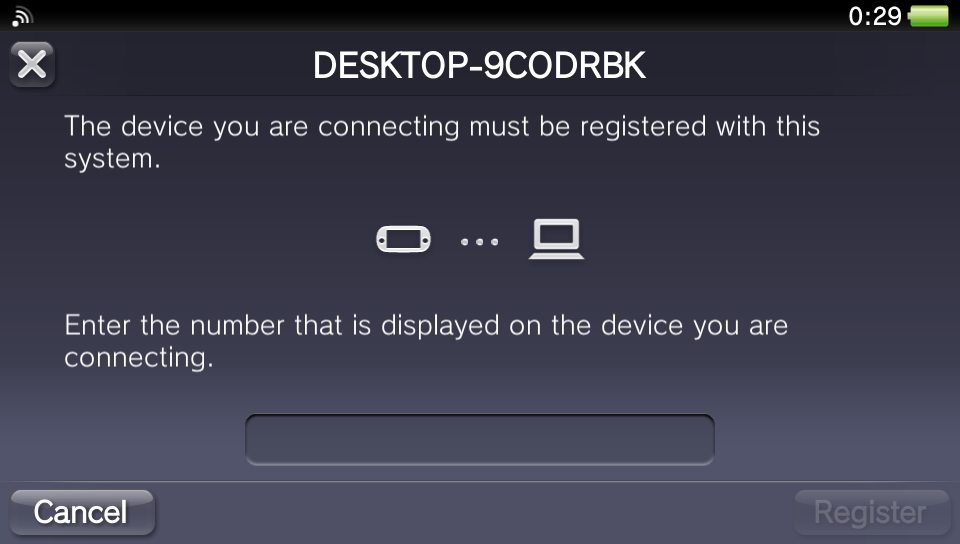 0:29
DESKTOP-9CODRBK
The device you are connecting must be registered with this
system.
Enter the number that is displayed on the device you are
connecting.
Cancel
Register